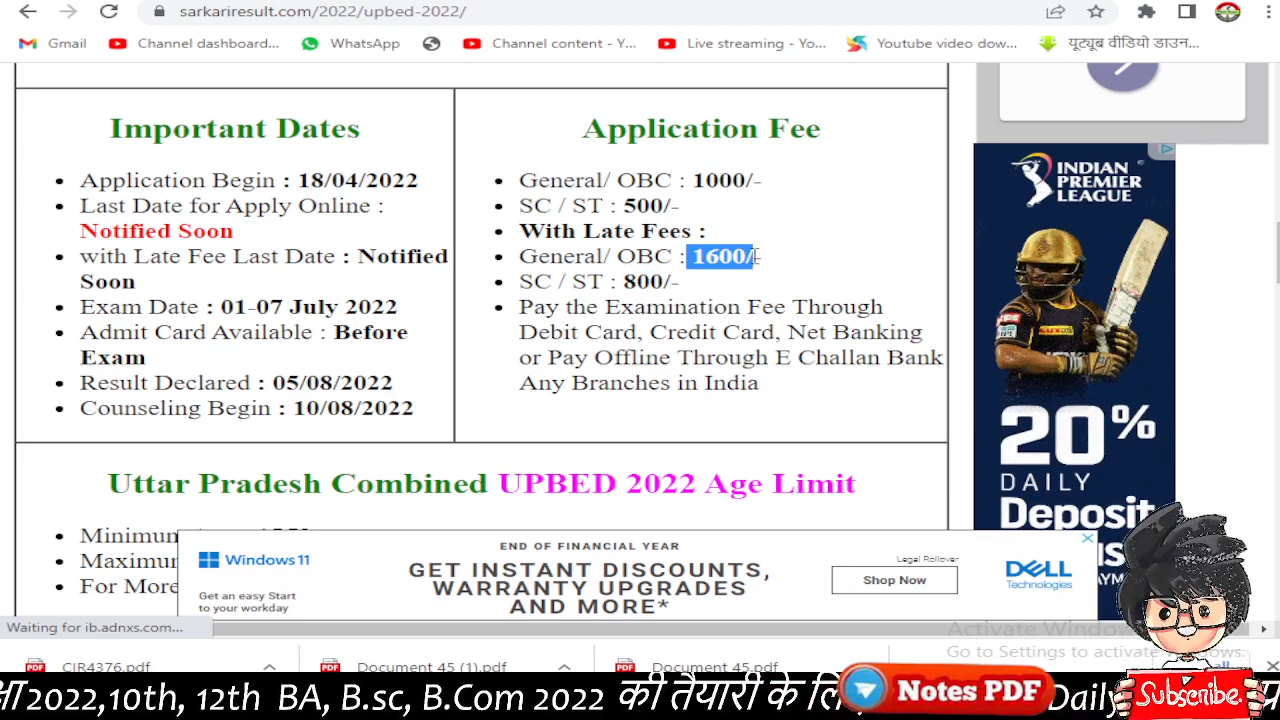 sarkariresult.com/2022/upbed-2022/
Gmail
Channel dashboard...
WhatsApp
Channel content - Y...
Live streaming - Yo...
Youtube video dow...
यूट्यूब वीडियो डाउन...
Important Dates
Application Begin : 18/04/2022
Last Date for Apply Online :
Notified Soon
with Late Fee Last Date : Notified
Soon
Exam Date : 01-07 July 2022
Admit Card Available : Before
Exam
Result Declared : 05/08/2022
Counseling Begin : 10/08/2022
Application Fee
General/ OBC : 1000/-
SC / ST : 500/-
With Late Fees :
General/ OBC : 1600/-
SC / ST : 800/-
Pay the Examination Fee Through
Debit Card, Credit Card, Net Banking
or Pay Offline Through E Challan Bank
Any Branches in India
INDIAN
PREMIER
LEAGUE
20%
DAILY
Deposit
Uttar Pradesh Combined UPBED 2022 Age Limit
For More
Windows 11
Get an easy Start
to your workday
END OF FINANCIAL YEAR
GET INSTANT DISCOUNTS,
WARRANTY UPGRADES
AND MORE*
Legal Rollover
Shop Now
DELL
Technologies
Waiting for ib.adnxs.com...
Go to Settings to activate Windows.
CIR4376.pdf
Document 45 (1).pdf
Document 45.pdf
2022,10th, 12th BA, B.sc, B.Com 2022 की तैयारी के
Notes PDF
Daily
Subscribe